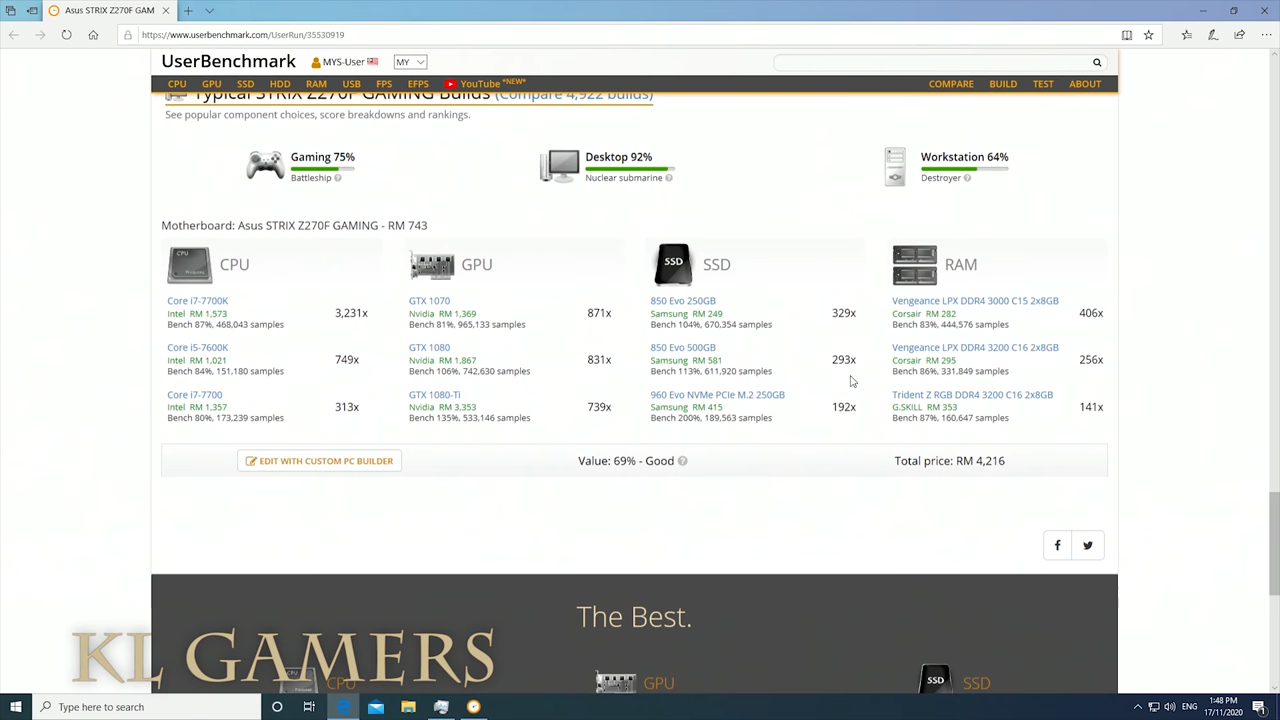 Asus STRIX Z270F GAM
https://www.userbenchmark.com/UserRun/35530919
UserBenchmark MYS-User MY
CPU GPU SSD HDD RAM USB FPS EFPS YouTube *NEW* COMPARE BUILD TEST ABOUT
Typical STRIX Z270F GAMING Builds (Compare 4,922 builds)
See popular component choices, score breakdowns and rankings.
Gaming 75% Desktop 92% Workstation 64%
Battleship Nuclear submarine Destroyer
Motherboard: Asus STRIX Z270F GAMING - RM 743
CPU GPU SSD RAM
Core i7-7700K GTX 1070 850 Evo 250GB Vengeance LPX DDR4 3000 C15 2x8GB
Intel RM 1,573 3,231x Nvidia RM 1,369 871x Samsung RM 249 329x Corsair RM 282 406x
Bench 87%, 468,043 samples Bench 81%, 965,133 samples Bench 104%, 670,354 samples Bench 83%, 444,576 samples
Core i5-7600K GTX 1080 850 Evo 500GB Vengeance LPX DDR4 3200 C16 2x8GB
Intel RM 1,021 749x Nvidia RM 1,867 831x Samsung RM 581 293x Corsair RM 295 256x
Bench 84%, 151,180 samples Bench 106%, 742,630 samples Bench 113%, 611,920 samples Bench 86%, 331,849 samples
Core i7-7700 GTX 1080-Ti 960 Evo NVMe PCIe M.2 250GB Trident Z RGB DDR4 3200 C16 2x8GB
Intel RM 1,357 313x Nvidia RM 3,353 739x Samsung RM 415 192x G.SKILL RM 353 141x
Bench 80%, 173,239 samples Bench 135%, 533,146 samples Bench 200%, 189,563 samples Bench 87%, 160,647 samples
EDIT WITH CUSTOM PC BUILDER Value: 69% - Good Total price: RM 4,216
The Best.
KL GAMERS
CPU GPU SSD
Type here to search
ENG 1:48 PM
17/11/2020